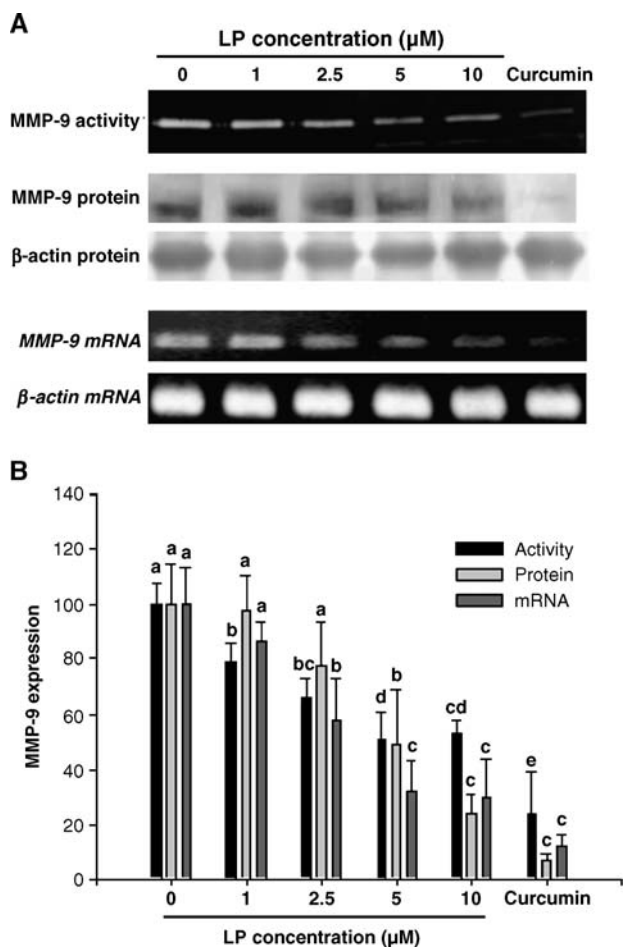 A
LP concentration (µM)
0 1 2.5 5 10 Curcumin
MMP-9 activity
MMP-9 protein
β-actin protein
MMP-9 mRNA
β-actin mRNA
B
140
120
100
80
60
40
20
0
MMP-9 expression
Activity
Protein
mRNA
a a a
b a a
bc a b
d b c
cd c c
e c c
0 1 2.5 5 10 Curcumin
LP concentration (µM)